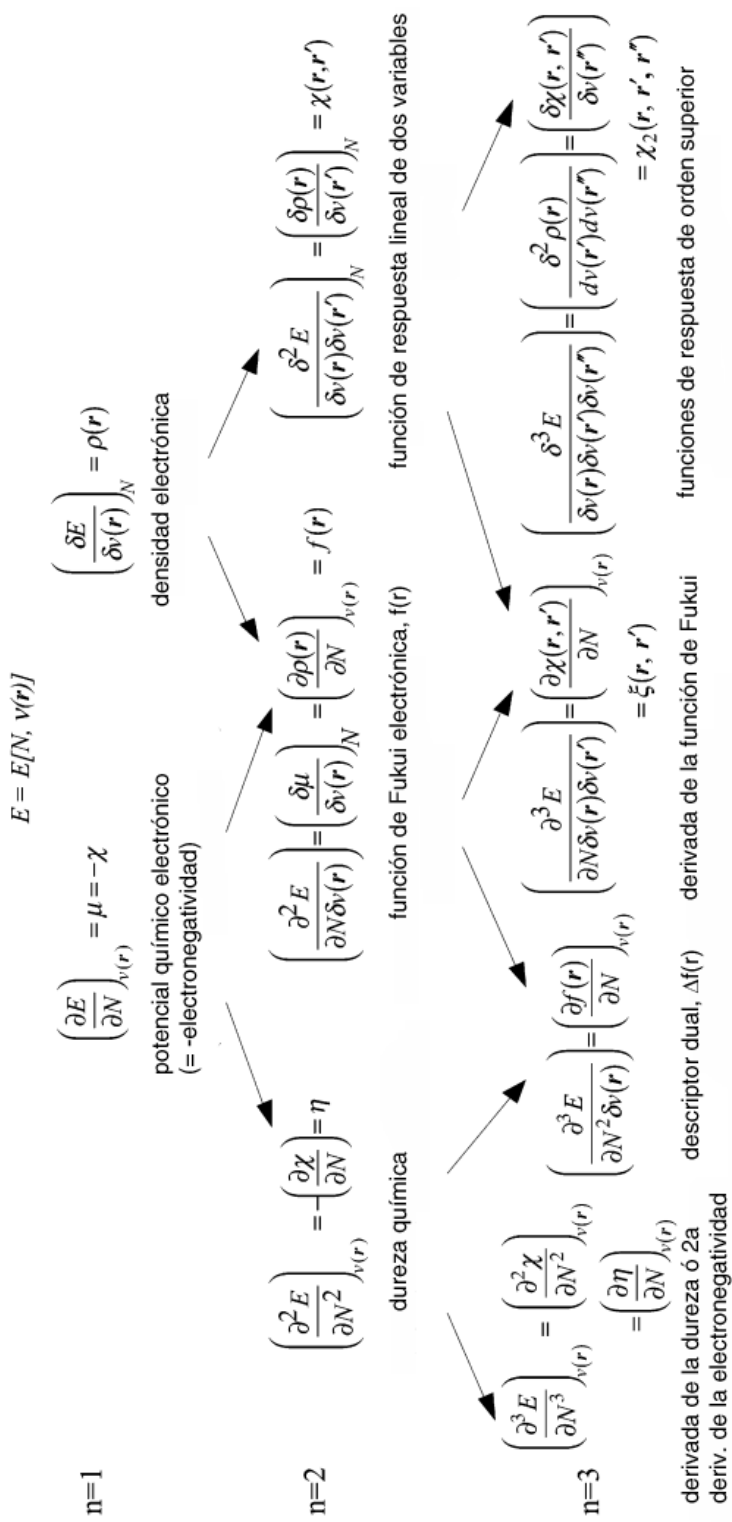 E = E[N, v(r)]
n=1
(∂E/∂N)_v(r) = μ = −χ
potencial químico electrónico
(= -electronegatividad)
(δE/δv(r))_N = ρ(r)
densidad electrónica
n=2
(∂²E/∂N²)_v(r) = −(∂χ/∂N) = η
dureza química
(∂²E/∂Nδv(r)) = (δμ/δv(r))_N = (∂ρ(r)/∂N)_v(r) = f(r)
función de Fukui electrónica, f(r)
(δ²E/δv(r)δv(r′))_N = (δρ(r)/δv(r′))_N = χ(r,r′)
función de respuesta lineal de dos variables
n=3
(∂³E/∂N³)_v(r) = (∂²χ/∂N²)_v(r)
= (∂η/∂N)_v(r)
derivada de la dureza ó 2a
deriv. de la electronegatividad
(∂³E/∂N²δv(r)) = (∂f(r)/∂N)_v(r)
descriptor dual, Δf(r)
(∂³E/∂Nδv(r)δv(r′)) = (∂χ(r, r′)/∂N)_v(r)
= ξ(r, r′)
derivada de la función de Fukui
(δ³E/δv(r)δv(r′)δv(r″)) = (δ²ρ(r)/dv(r′)dv(r″)) = (δχ(r, r′)/δv(r″))
= χ₂(r, r′, r″)
funciones de respuesta de orden superior